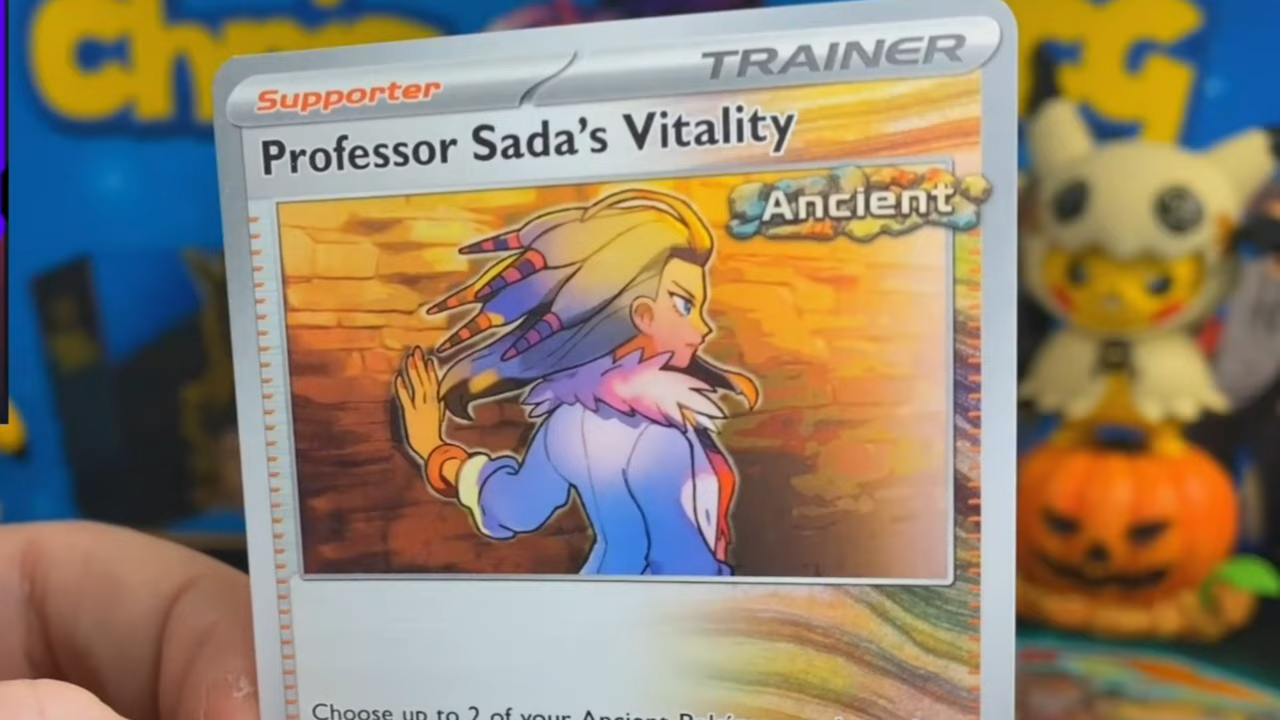 Supporter
TRAINER
Professor Sada's Vitality
Ancient
Choose up to 2 of your Ancient